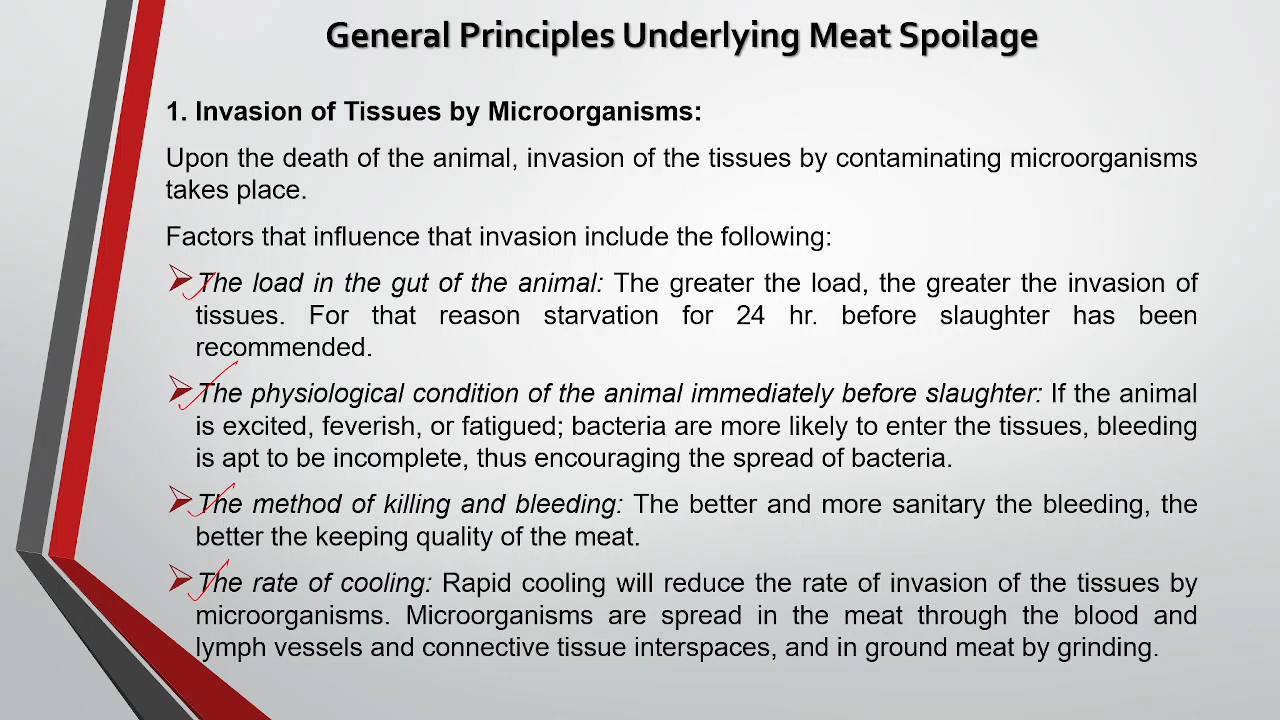 General Principles Underlying Meat Spoilage
1. Invasion of Tissues by Microorganisms:
Upon the death of the animal, invasion of the tissues by contaminating microorganisms
takes place.
Factors that influence that invasion include the following:
The load in the gut of the animal: The greater the load, the greater the invasion of
tissues. For that reason starvation for 24 hr. before slaughter has been
recommended.
The physiological condition of the animal immediately before slaughter: If the animal
is excited, feverish, or fatigued; bacteria are more likely to enter the tissues, bleeding
is apt to be incomplete, thus encouraging the spread of bacteria.
The method of killing and bleeding: The better and more sanitary the bleeding, the
better the keeping quality of the meat.
The rate of cooling: Rapid cooling will reduce the rate of invasion of the tissues by
microorganisms. Microorganisms are spread in the meat through the blood and
lymph vessels and connective tissue interspaces, and in ground meat by grinding.